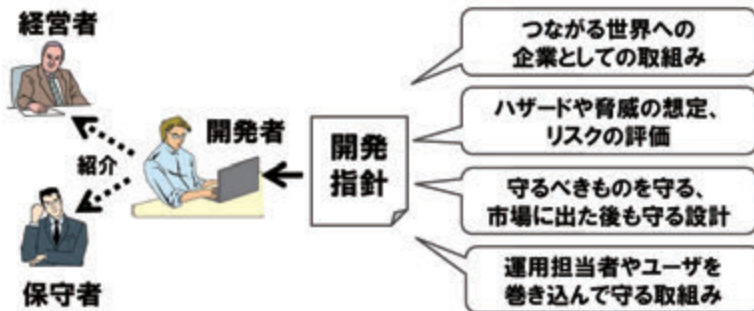 経営者
紹介
保守者
開発者
開発
指針
つながる世界への
企業としての取組み
ハザードや脅威の想定、
リスクの評価
守るべきものを守る、
市場に出た後も守る設計
運用担当者やユーザを
巻き込んで守る取組み